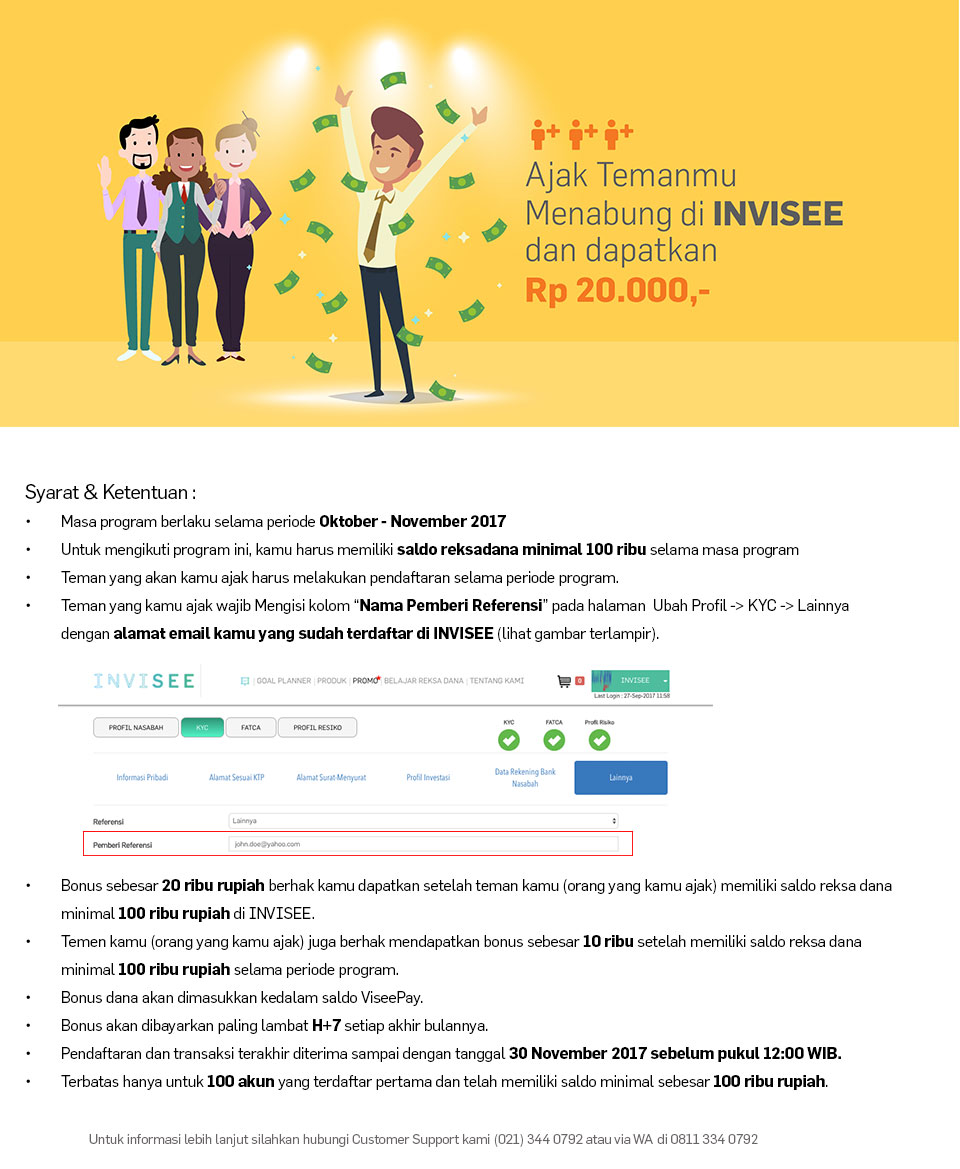 Ajak Temanmu
Menabung di INVISEE
dan dapatkan
Rp 20.000,-
Syarat & Ketentuan :
• Masa program berlaku selama periode Oktober - November 2017
• Untuk mengikuti program ini, kamu harus memiliki saldo reksadana minimal 100 ribu selama masa program
• Teman yang akan kamu ajak harus melakukan pendaftaran selama periode program.
• Teman yang kamu ajak wajib Mengisi kolom “Nama Pemberi Referensi” pada halaman Ubah Profil -> KYC -> Lainnya
dengan alamat email kamu yang sudah terdaftar di INVISEE (lihat gambar terlampir).
INVISEE | GOAL PLANNER | PRODUK | PROMO | BELAJAR REKSA DANA | TENTANG KAMI 0 INVISEE
Last Login : 27-Sep-2017 11:58
PROFIL NASABAH KYC FATCA PROFIL RESIKO KYC FATCA Profil Risiko
Informasi Pribadi Alamat Sesuai KTP Alamat Surat-Menyurat Profil Investasi Data Rekening Bank Lainnya
Nasabah
Referensi Lainnya
Pemberi Referensi john.doe@yahoo.com
• Bonus sebesar 20 ribu rupiah berhak kamu dapatkan setelah teman kamu (orang yang kamu ajak) memiliki saldo reksa dana
minimal 100 ribu rupiah di INVISEE.
• Temen kamu (orang yang kamu ajak) juga berhak mendapatkan bonus sebesar 10 ribu setelah memiliki saldo reksa dana
minimal 100 ribu rupiah selama periode program.
• Bonus dana akan dimasukkan kedalam saldo ViseePay.
• Bonus akan dibayarkan paling lambat H+7 setiap akhir bulannya.
• Pendaftaran dan transaksi terakhir diterima sampai dengan tanggal 30 November 2017 sebelum pukul 12:00 WIB.
• Terbatas hanya untuk 100 akun yang terdaftar pertama dan telah memiliki saldo minimal sebesar 100 ribu rupiah.
Untuk informasi lebih lanjut silahkan hubungi Customer Support kami (021) 344 0792 atau via WA di 0811 334 0792